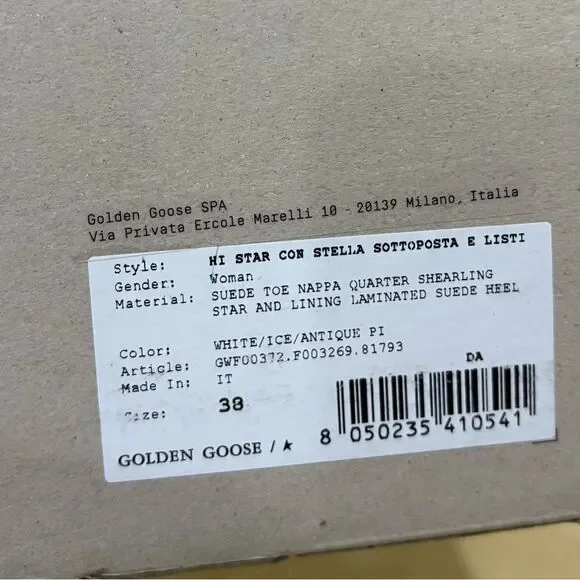 Golden Goose SPA
Via Privata Ercole Marelli 10 - 20139 Milano, Italia
Style: HI STAR CON STELLA SOTTOPOSTA E LISTI
Gender: Woman
Material: SUEDE TOE NAPPA QUARTER SHEARLING
STAR AND LINING LAMINATED SUEDE HEEL
Color: WHITE/ICE/ANTIQUE PI
Article: GWF00372.F003269.81793
Made In: IT
DA
Size: 38
8 050235 410541
GOLDEN GOOSE /